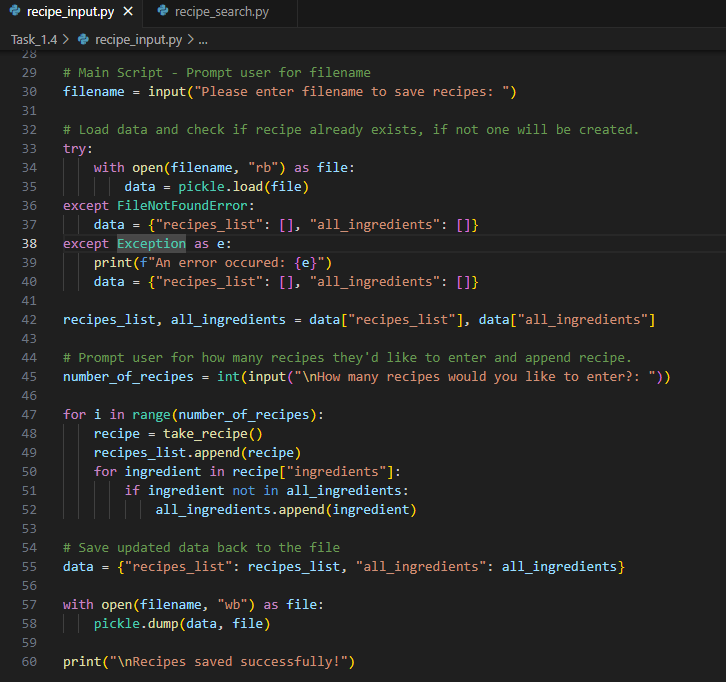 recipe_input.py
recipe_search.py
Task_1.4 > recipe_input.py > ...
28
29 # Main Script - Prompt user for filename
30 filename = input("Please enter filename to save recipes: ")
31
32 # Load data and check if recipe already exists, if not one will be created.
33 try:
34     with open(filename, "rb") as file:
35         data = pickle.load(file)
36 except FileNotFoundError:
37     data = {"recipes_list": [], "all_ingredients": []}
38 except Exception as e:
39     print(f"An error occured: {e}")
40     data = {"recipes_list": [], "all_ingredients": []}
41
42 recipes_list, all_ingredients = data["recipes_list"], data["all_ingredients"]
43
44 # Prompt user for how many recipes they'd like to enter and append recipe.
45 number_of_recipes = int(input("\nHow many recipes would you like to enter?: "))
46
47 for i in range(number_of_recipes):
48     recipe = take_recipe()
49     recipes_list.append(recipe)
50     for ingredient in recipe["ingredients"]:
51         if ingredient not in all_ingredients:
52             all_ingredients.append(ingredient)
53
54 # Save updated data back to the file
55 data = {"recipes_list": recipes_list, "all_ingredients": all_ingredients}
56
57 with open(filename, "wb") as file:
58     pickle.dump(data, file)
59
60 print("\nRecipes saved successfully!")